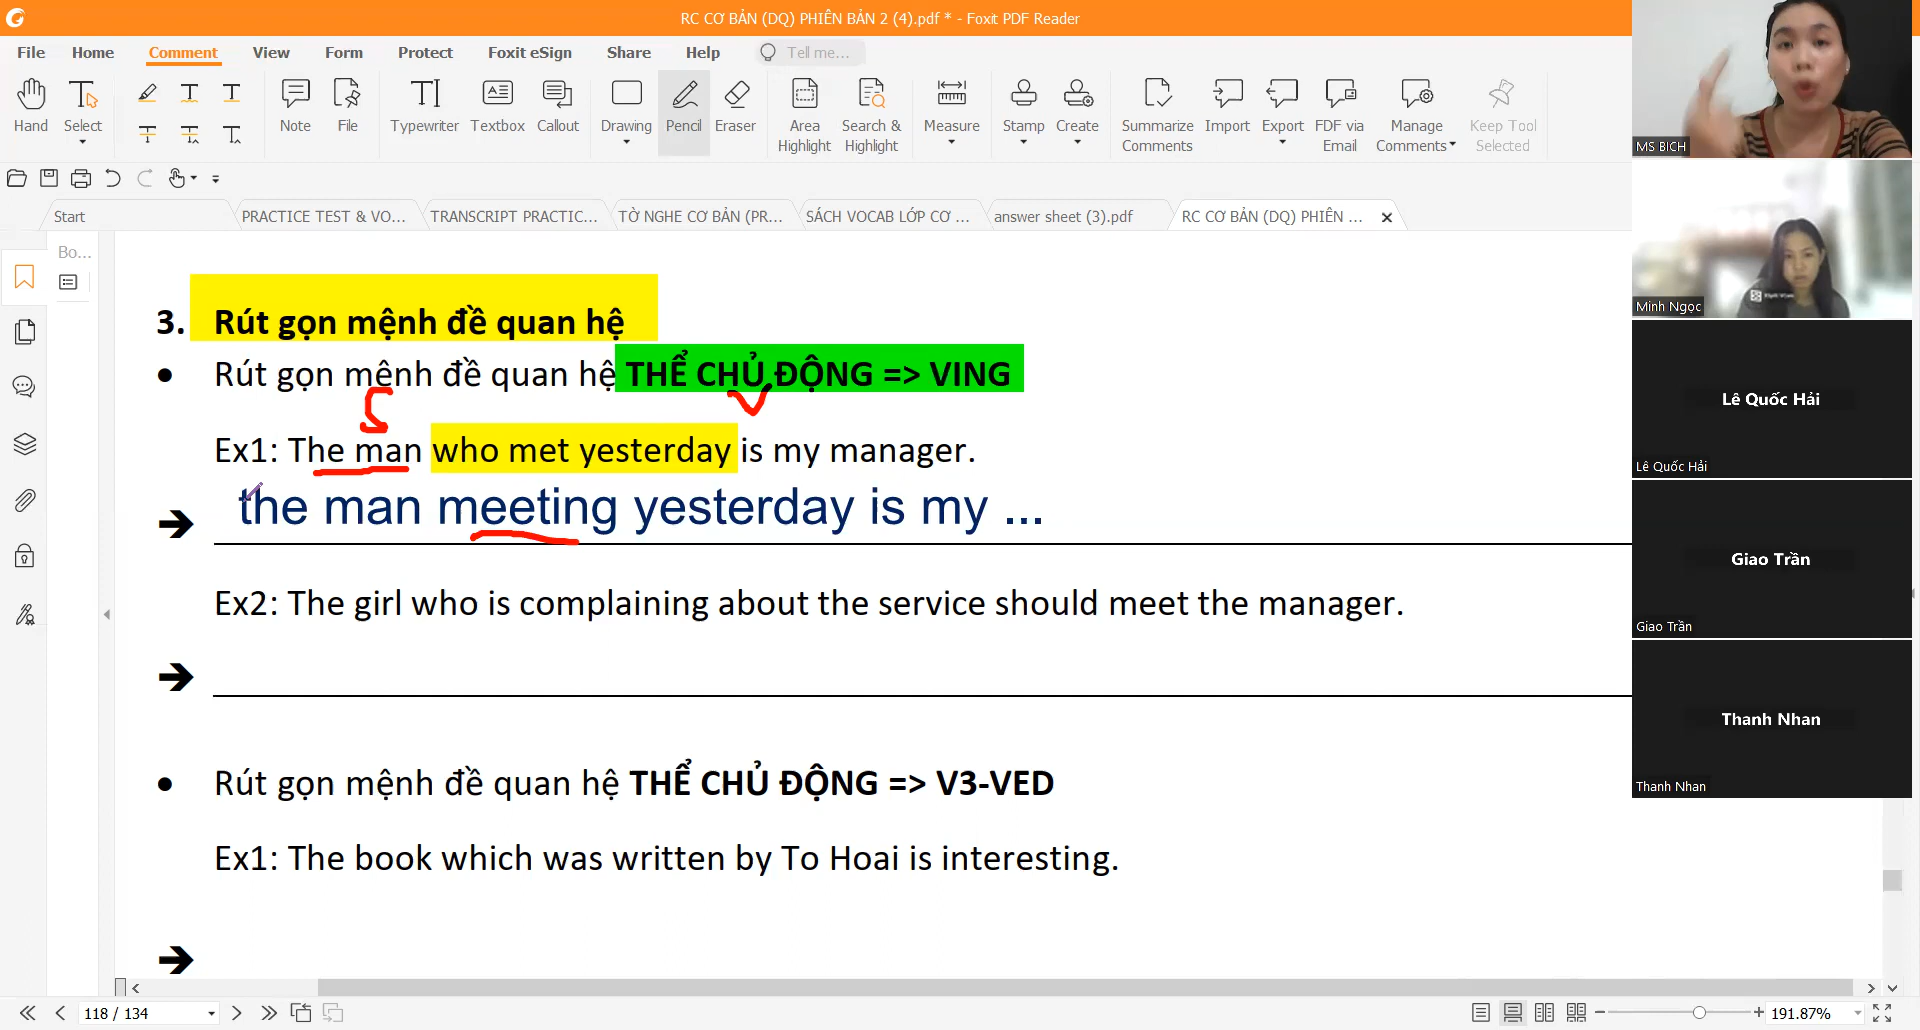 RC CƠ BẢN (DQ) PHIÊN BẢN 2 (4).pdf * - Foxit PDF Reader
File Home Comment View Form Protect Foxit eSign Share Help Tell me...
Hand Select Note File Typewriter Textbox Callout Drawing Pencil Eraser Area Highlight Search & Highlight Measure Stamp Create Summarize Comments Import Export FDF via Email Manage Comments Keep Tool Selected
Start PRACTICE TEST & VO... TRANSCRIPT PRACTIC... TỜ NGHE CƠ BẢN (PR... SÁCH VOCAB LỚP CƠ ... answer sheet (3).pdf RC CƠ BẢN (DQ) PHIÊN ...
Bo...
3. Rút gọn mệnh đề quan hệ
• Rút gọn mệnh đề quan hệ THỂ CHỦ ĐỘNG => VING
S
Ex1: The man who met yesterday is my manager.
➔ the man meeting yesterday is my ...
Ex2: The girl who is complaining about the service should meet the manager.
➔
• Rút gọn mệnh đề quan hệ THỂ CHỦ ĐỘNG => V3-VED
Ex1: The book which was written by To Hoai is interesting.
➔
118 / 134
191.87%
MS BICH
Minh Ngọc
Lê Quốc Hải
Lê Quốc Hải
Giao Trần
Giao Trần
Thanh Nhan
Thanh Nhan